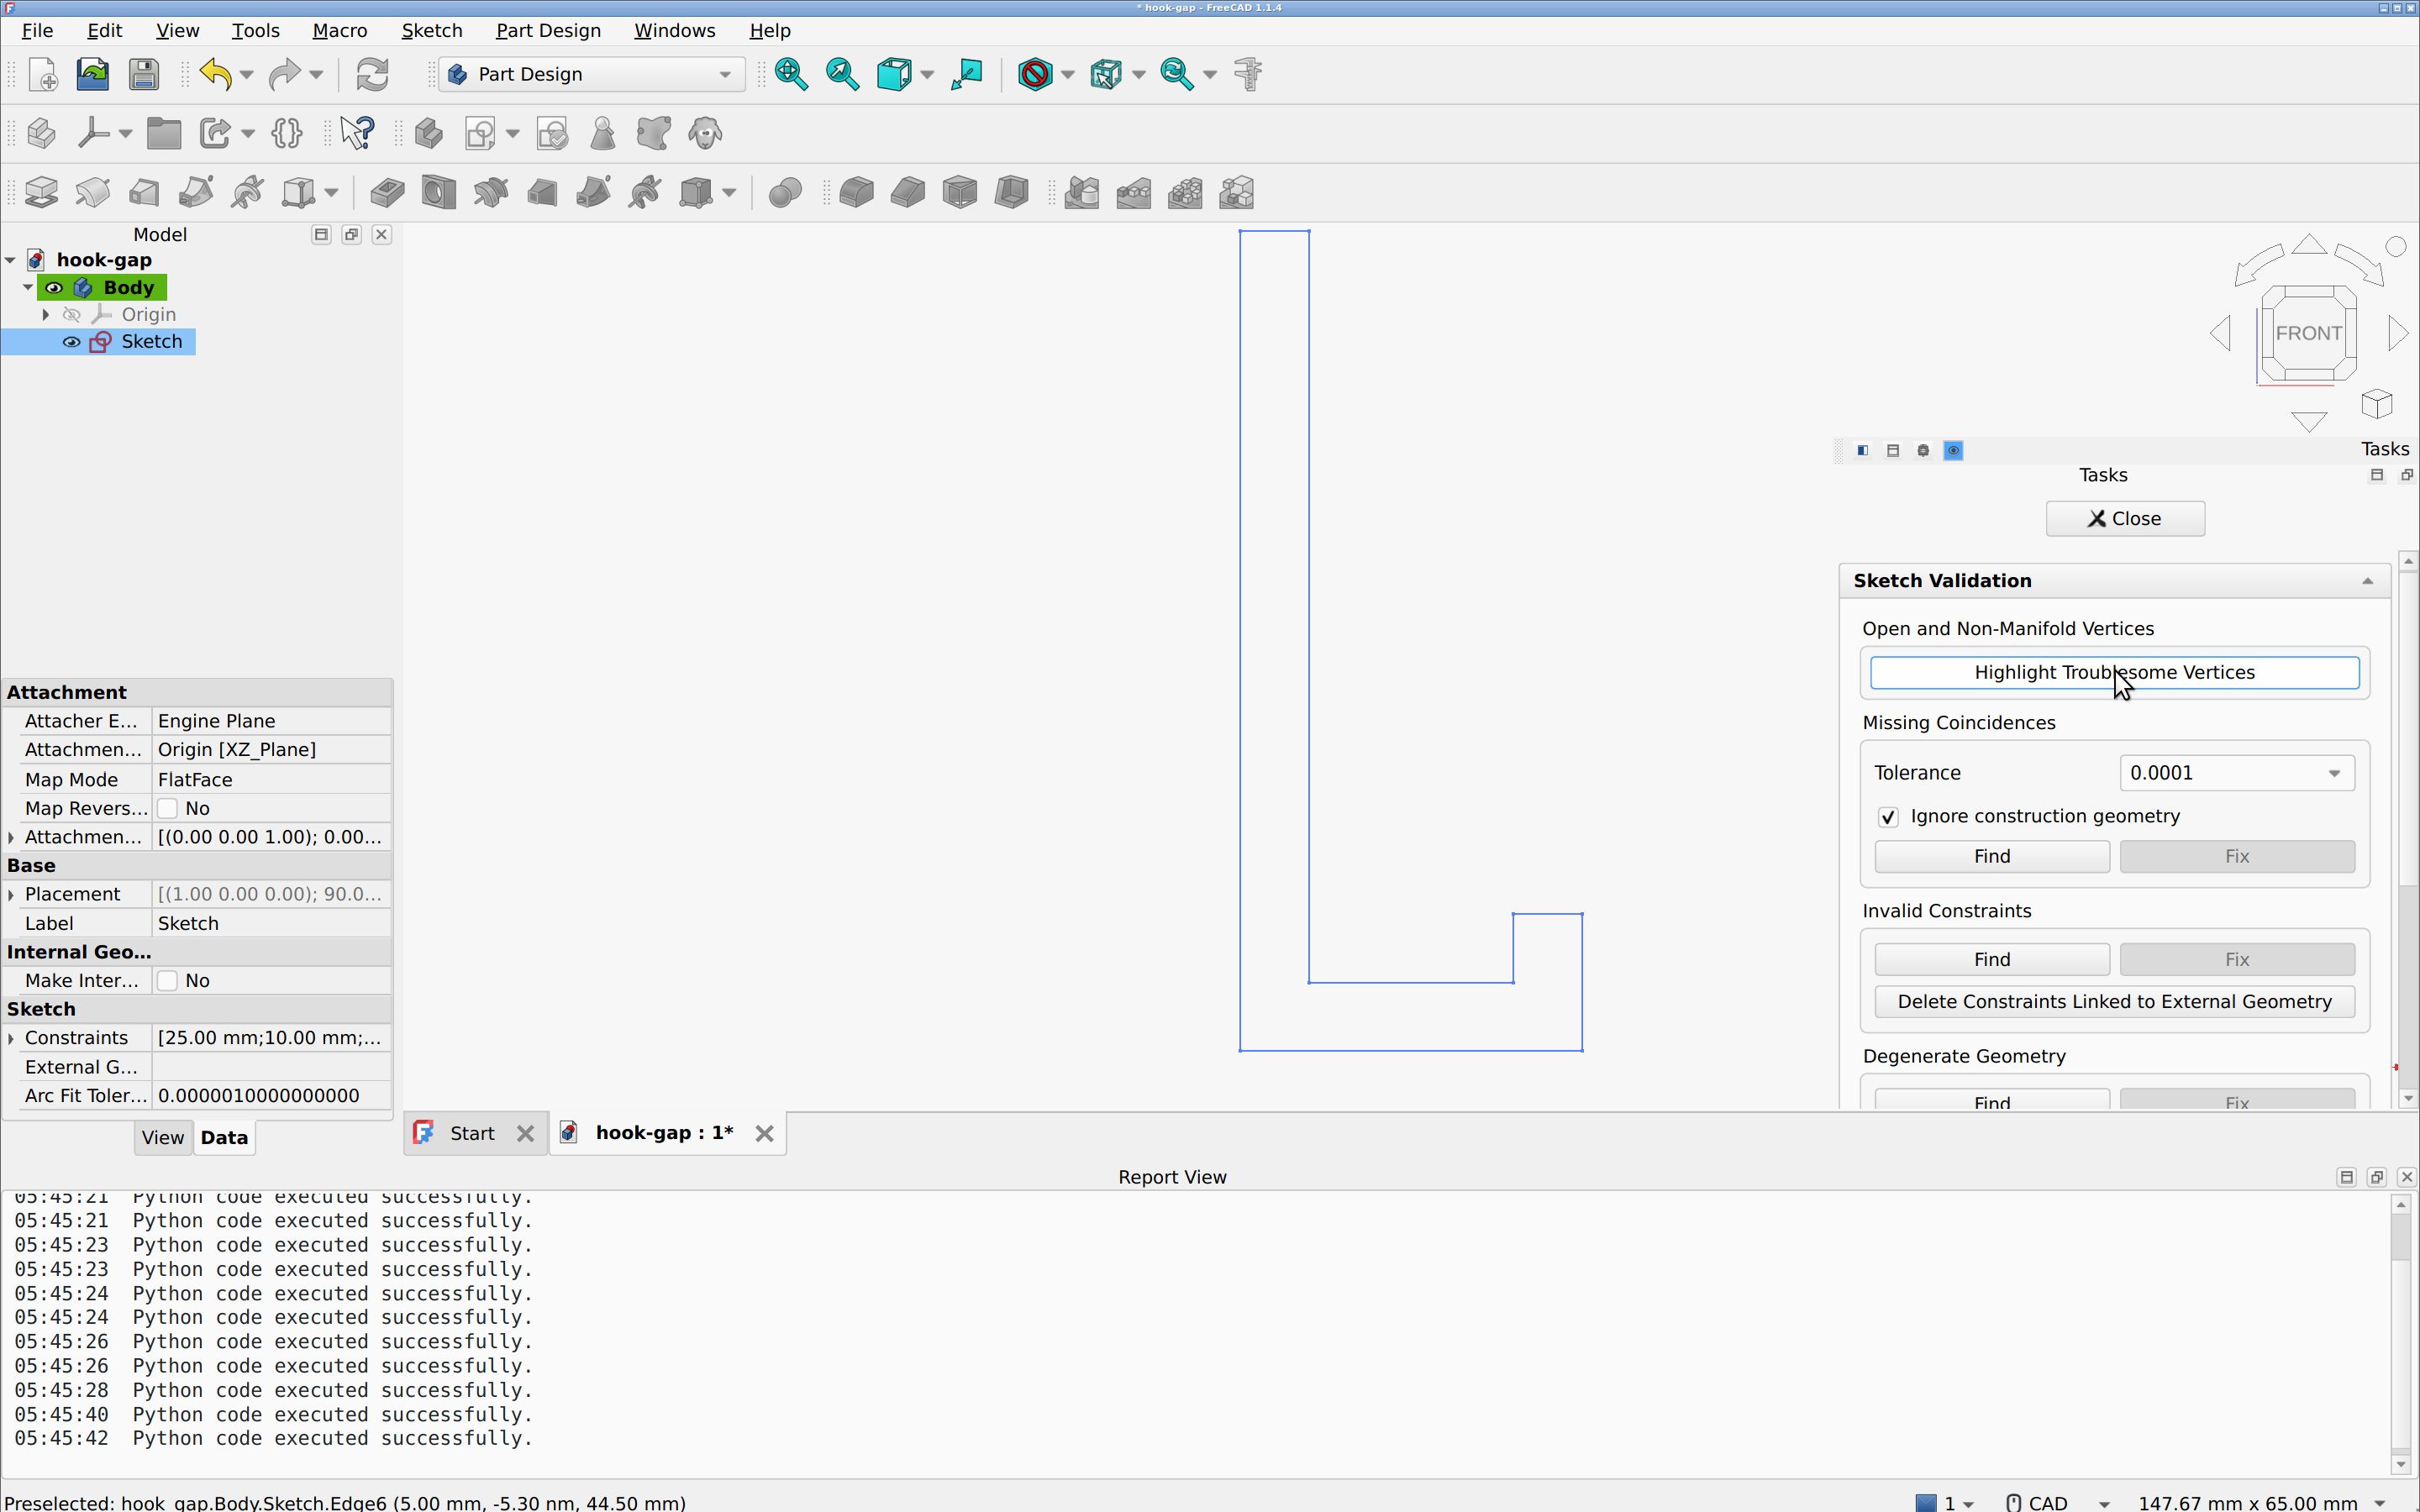 * hook-gap - FreeCAD 1.1.4
File Edit View Tools Macro Sketch Part Design Windows Help
Part Design
Model
hook-gap
Body
Origin
Sketch
FRONT
Tasks
Tasks
Close
Sketch Validation
Open and Non-Manifold Vertices
Highlight Troublesome Vertices
Missing Coincidences
Tolerance 0.0001
Ignore construction geometry
Find Fix
Invalid Constraints
Find Fix
Delete Constraints Linked to External Geometry
Degenerate Geometry
Find Fix
Attachment
Attacher E... Engine Plane
Attachmen... Origin [XZ_Plane]
Map Mode FlatFace
Map Revers... No
Attachmen... [(0.00 0.00 1.00); 0.00...
Base
Placement [(1.00 0.00 0.00); 90.0...
Label Sketch
Internal Geo...
Make Inter... No
Sketch
Constraints [25.00 mm;10.00 mm;...
External G...
Arc Fit Toler... 0.0000010000000000
View Data
Start hook-gap : 1*
Report View
05:45:21 Python code executed successfully.
05:45:21 Python code executed successfully.
05:45:23 Python code executed successfully.
05:45:23 Python code executed successfully.
05:45:24 Python code executed successfully.
05:45:24 Python code executed successfully.
05:45:26 Python code executed successfully.
05:45:26 Python code executed successfully.
05:45:28 Python code executed successfully.
05:45:40 Python code executed successfully.
05:45:42 Python code executed successfully.
Preselected: hook_gap.Body.Sketch.Edge6 (5.00 mm, -5.30 nm, 44.50 mm) 1 CAD 147.67 mm x 65.00 mm